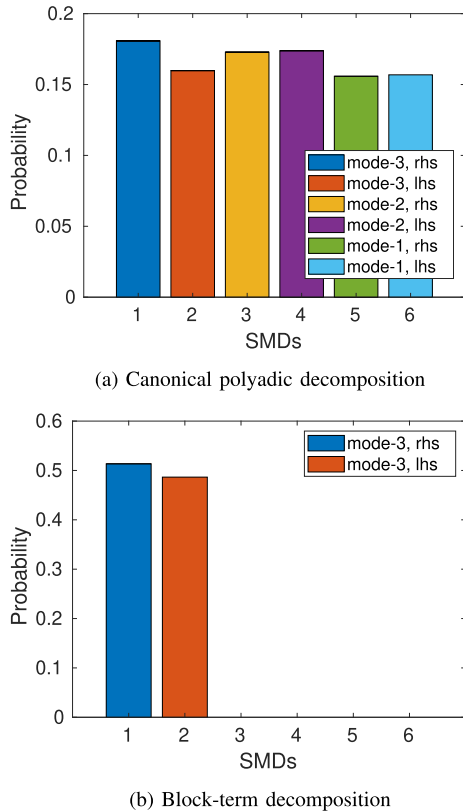 0.2
0.15
0.1
0.05
0
Probability
mode-3, rhs
mode-3, lhs
mode-2, rhs
mode-2, lhs
mode-1, rhs
mode-1, lhs
1 2 3 4 5 6
SMDs
(a) Canonical polyadic decomposition
0.6
0.5
0.4
0.3
0.2
0.1
0
Probability
mode-3, rhs
mode-3, lhs
1 2 3 4 5 6
SMDs
(b) Block-term decomposition